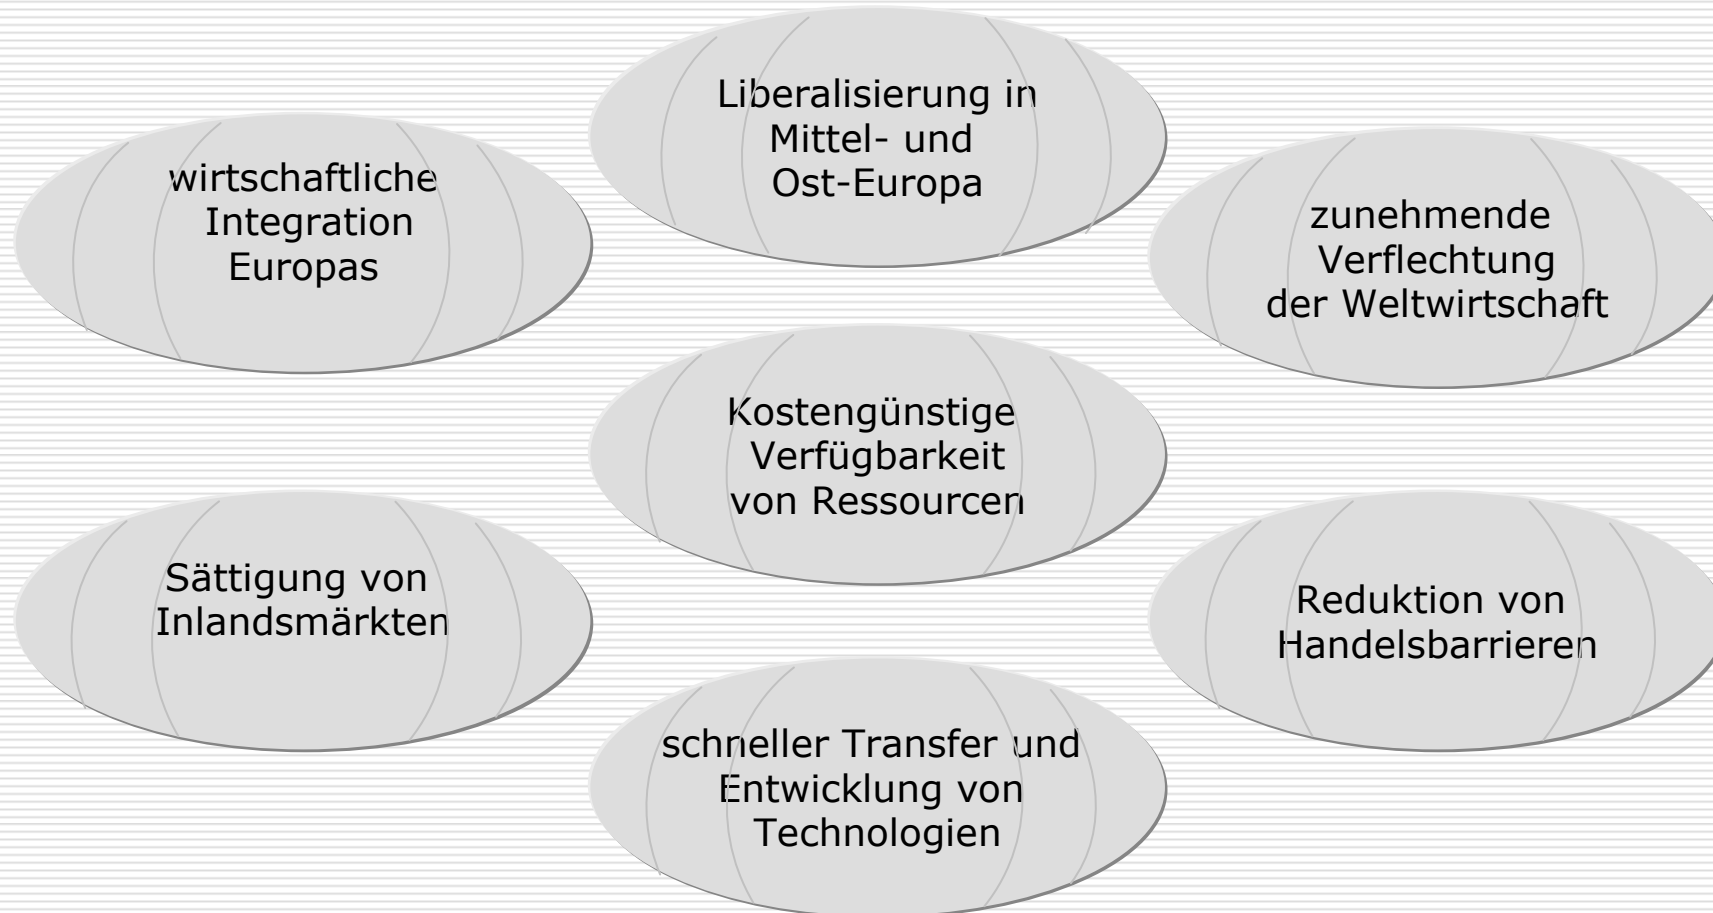 Liberalisierung in
Mittel- und
Ost-Europa
wirtschaftliche
Integration
Europas
zunehmende
Verflechtung
der Weltwirtschaft
Kostengünstige
Verfügbarkeit
von Ressourcen
Sättigung von
Inlandsmärkten
Reduktion von
Handelsbarrieren
schneller Transfer und
Entwicklung von
Technologien